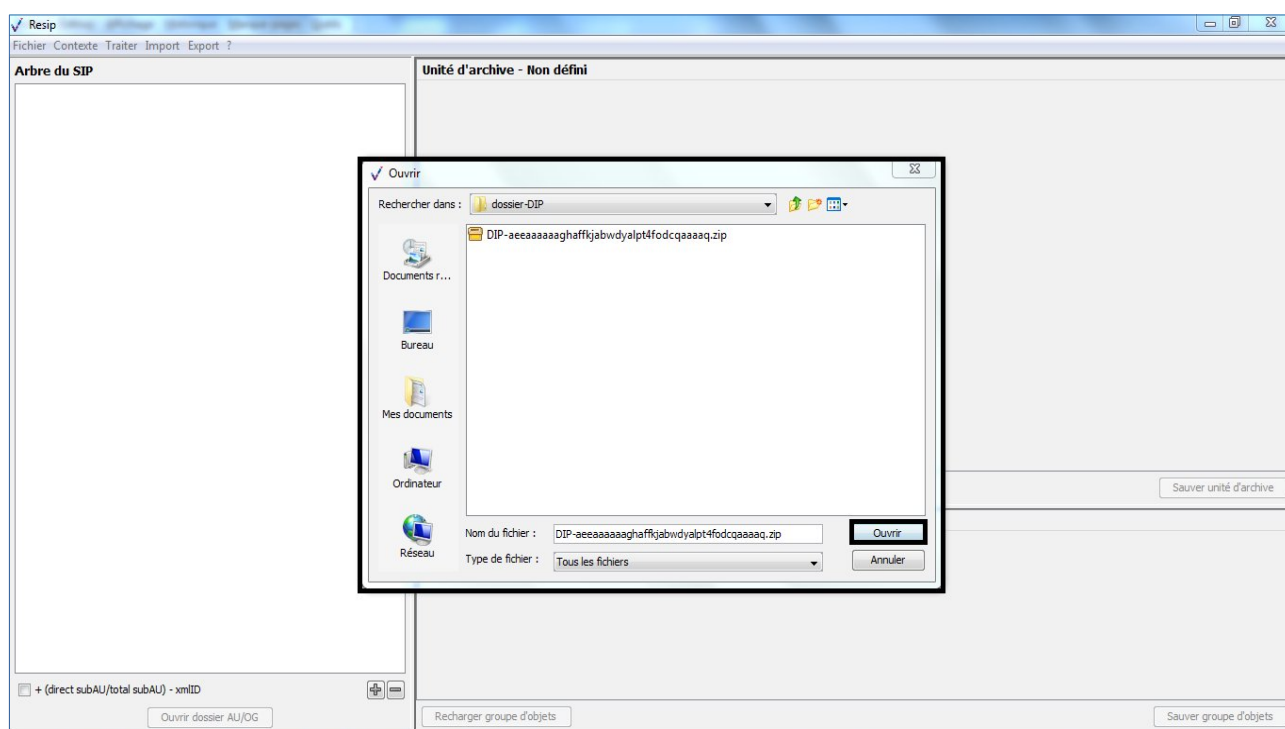 Resip
Fichier Contexte Traiter Import Export ?
Arbre du SIP
Unité d'archive - Non défini
Ouvrir
Rechercher dans :
dossier-DIP
DIP-aeeaaaaaaghaffkjabwdyalpt4fodcqaaaaq.zip
Documents r...
Bureau
Mes documents
Ordinateur
Réseau
Nom du fichier :
DIP-aeeaaaaaaghaffkjabwdyalpt4fodcqaaaaq.zip
Ouvrir
Type de fichier :
Tous les fichiers
Annuler
Sauver unité d'archive
+ (direct subAU/total subAU) - xmlID
Ouvrir dossier AU/OG
Recharger groupe d'objets
Sauver groupe d'objets